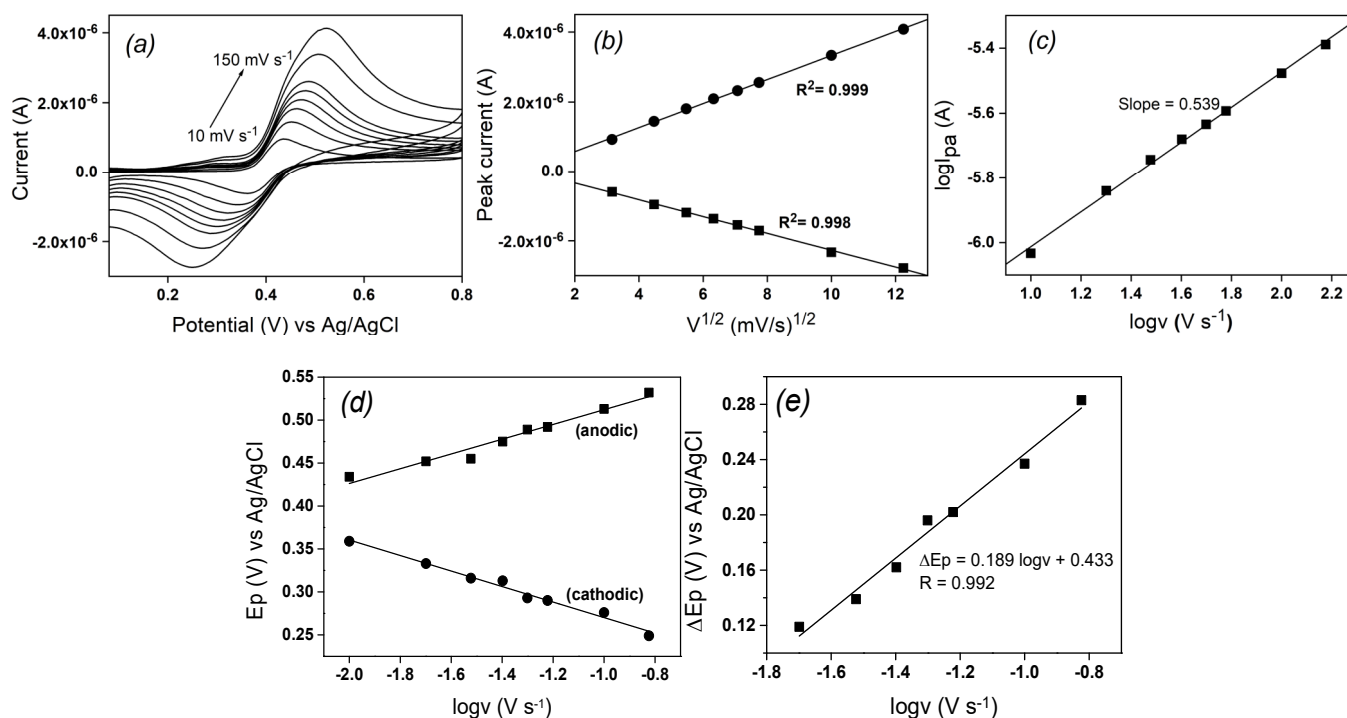 (a)
150 mV s⁻¹
10 mV s⁻¹
4.0x10⁻⁶
2.0x10⁻⁶
0.0
-2.0x10⁻⁶
Current (A)
0.2 0.4 0.6 0.8
Potential (V) vs Ag/AgCl
(b)
R²= 0.999
R²= 0.998
4.0x10⁻⁶
2.0x10⁻⁶
0.0
-2.0x10⁻⁶
Peak current (A)
2 4 6 8 10 12
V¹/² (mV/s)¹/²
(c)
Slope = 0.539
-5.4
-5.6
-5.8
-6.0
logIpa (A)
1.0 1.2 1.4 1.6 1.8 2.0 2.2
logv (V s⁻¹)
(d)
(anodic)
(cathodic)
0.55
0.50
0.45
0.40
0.35
0.30
0.25
Ep (V) vs Ag/AgCl
-2.0 -1.8 -1.6 -1.4 -1.2 -1.0 -0.8
logv (V s⁻¹)
(e)
ΔEp = 0.189 logv + 0.433
R = 0.992
0.28
0.24
0.20
0.16
0.12
ΔEp (V) vs Ag/AgCl
-1.8 -1.6 -1.4 -1.2 -1.0 -0.8
logv (V s⁻¹)